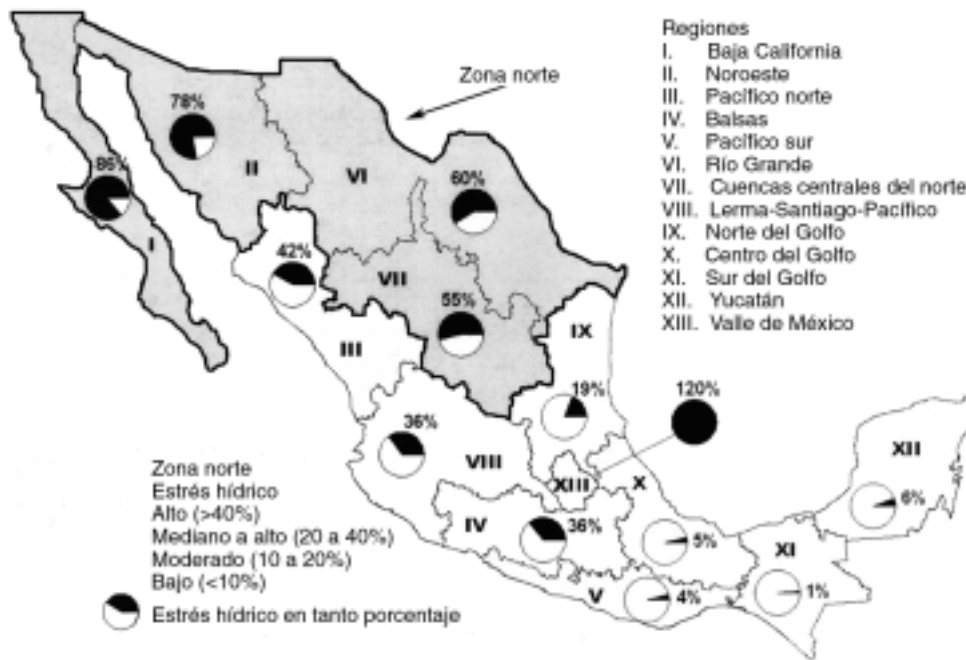 Regiones
I. Baja California
II. Noroeste
III. Pacífico norte
IV. Balsas
V. Pacífico sur
VI. Río Grande
VII. Cuencas centrales del norte
VIII. Lerma-Santiago-Pacífico
IX. Norte del Golfo
X. Centro del Golfo
XI. Sur del Golfo
XII. Yucatán
XIII. Valle de México
Zona norte
78%
86%
II
VI
60%
I
42%
VII
55%
III
IX
19%
120%
36%
VIII
XIII
X
XII
6%
IV
36%
5%
XI
V
4%
1%
Zona norte
Estrés hídrico
Alto (>40%)
Mediano a alto (20 a 40%)
Moderado (10 a 20%)
Bajo (<10%)
Estrés hídrico en tanto porcentaje